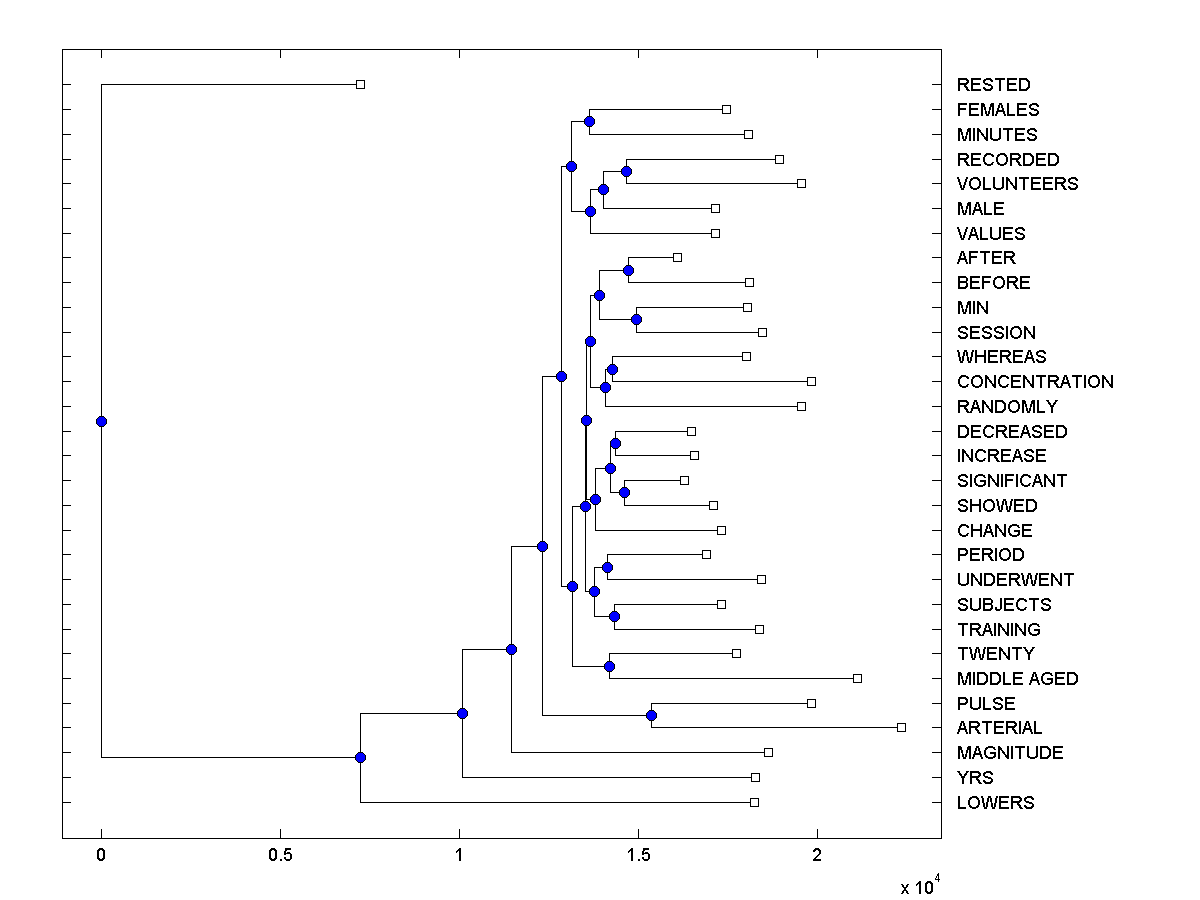 RESTED
FEMALES
MINUTES
RECORDED
VOLUNTEERS
MALE
VALUES
AFTER
BEFORE
MIN
SESSION
WHEREAS
CONCENTRATION
RANDOMLY
DECREASED
INCREASE
SIGNIFICANT
SHOWED
CHANGE
PERIOD
UNDERWENT
SUBJECTS
TRAINING
TWENTY
MIDDLE AGED
PULSE
ARTERIAL
MAGNITUDE
YRS
LOWERS
0 0.5 1 1.5 2
x 10^4